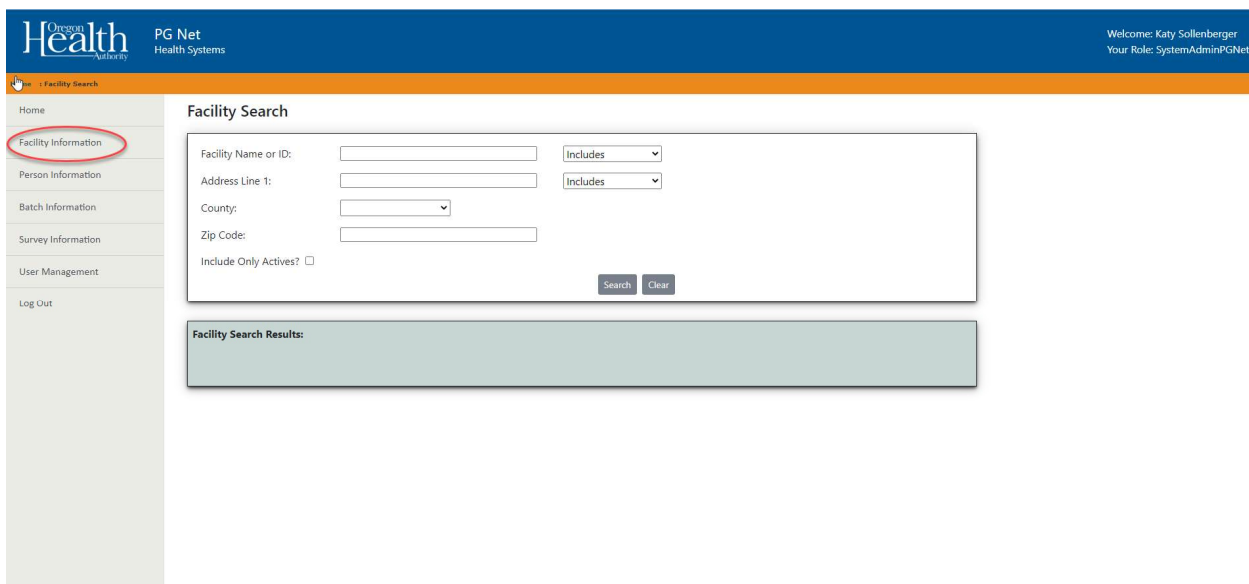 Oregon
Health
Authority
PG Net
Health Systems
Welcome: Katy Sollenberger
Your Role: SystemAdminPGNet
: Facility Search
Home
Facility Information
Person Information
Batch Information
Survey Information
User Management
Log Out
Facility Search
Facility Name or ID: Includes
Address Line 1: Includes
County:
Zip Code:
Include Only Actives?
Search Clear
Facility Search Results: